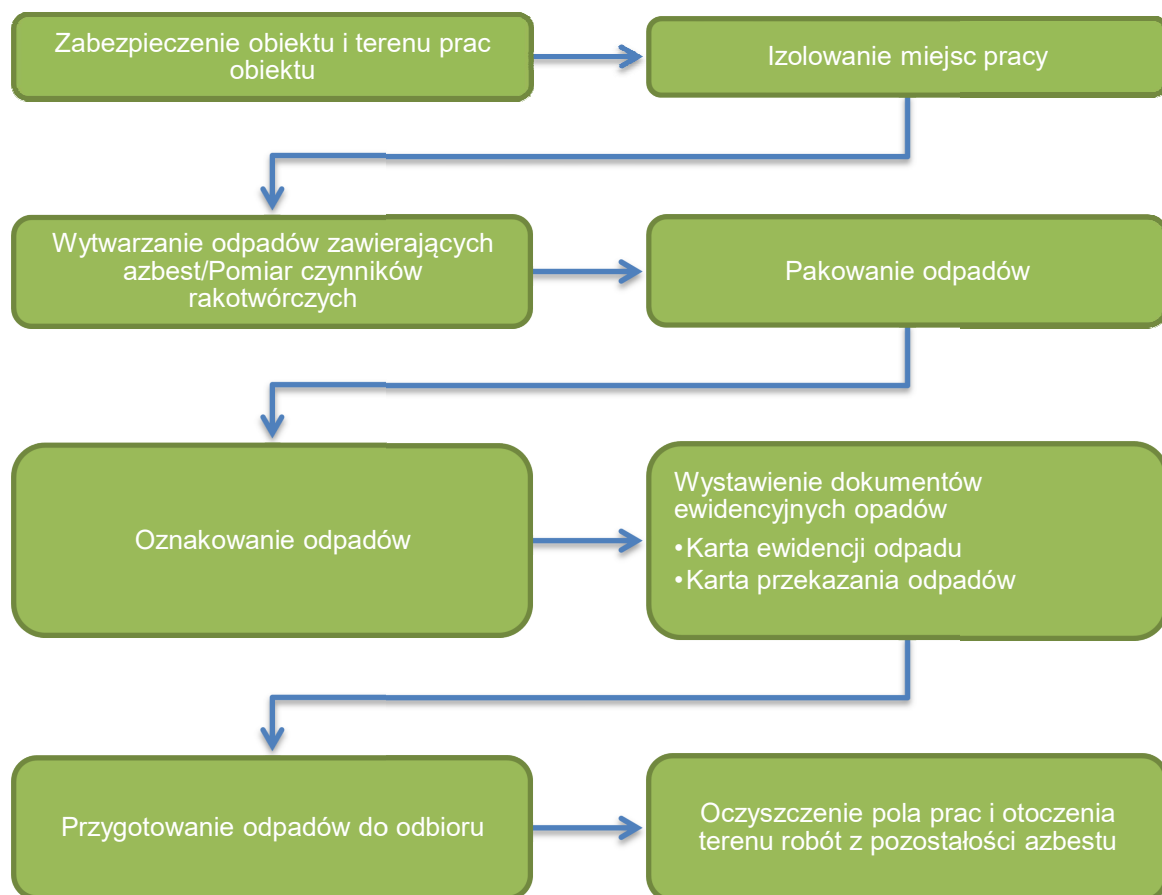 Zabezpieczenie obiektu i terenu prac
obiektu
Izolowanie miejsc pracy
Wytwarzanie odpadów zawierających
azbest/Pomiar czynników
rakotwórczych
Pakowanie odpadów
Oznakowanie odpadów
Wystawienie dokumentów
ewidencyjnych opadów
•Karta ewidencji odpadu
•Karta przekazania odpadów
Przygotowanie odpadów do odbioru
Oczyszczenie pola prac i otoczenia
terenu robót z pozostałości azbestu